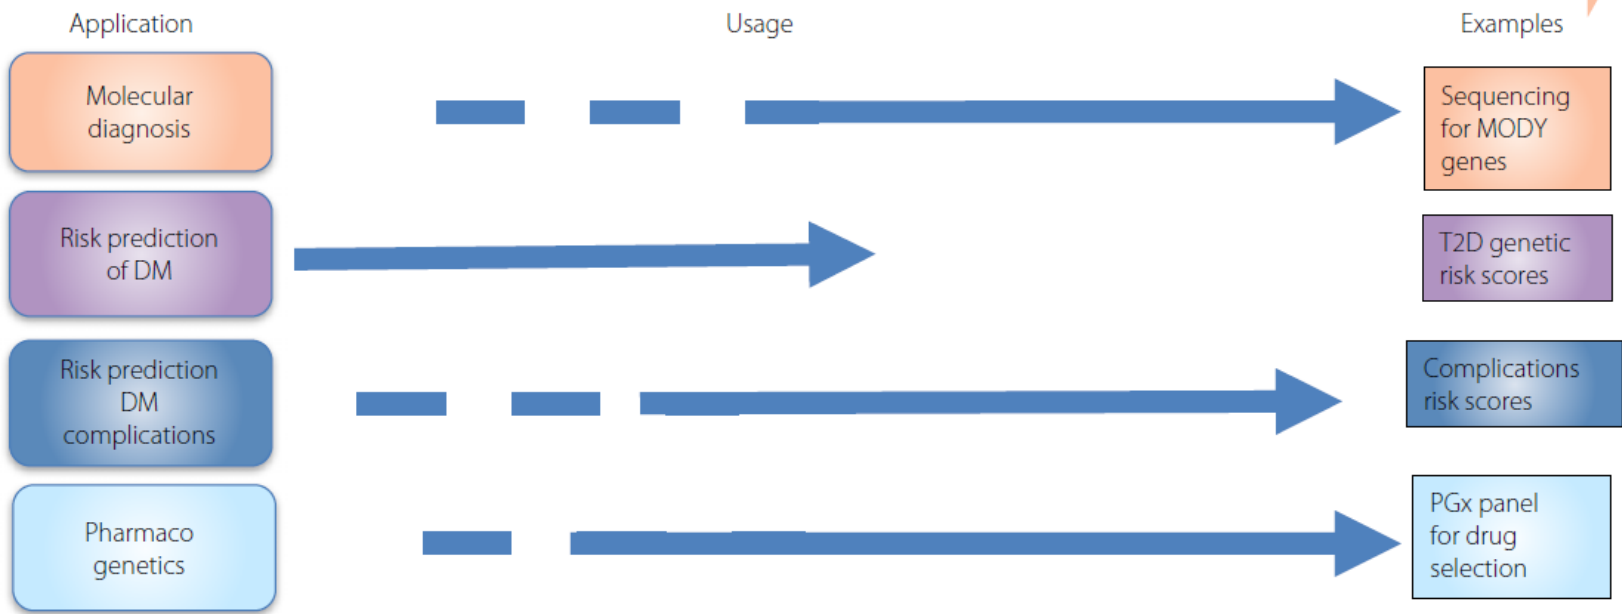 Application
Usage
Examples
Molecular
diagnosis
Sequencing
for MODY
genes
Risk prediction
of DM
T2D genetic
risk scores
Risk prediction
DM
complications
Complications
risk scores
Pharmaco
genetics
PGx panel
for drug
selection